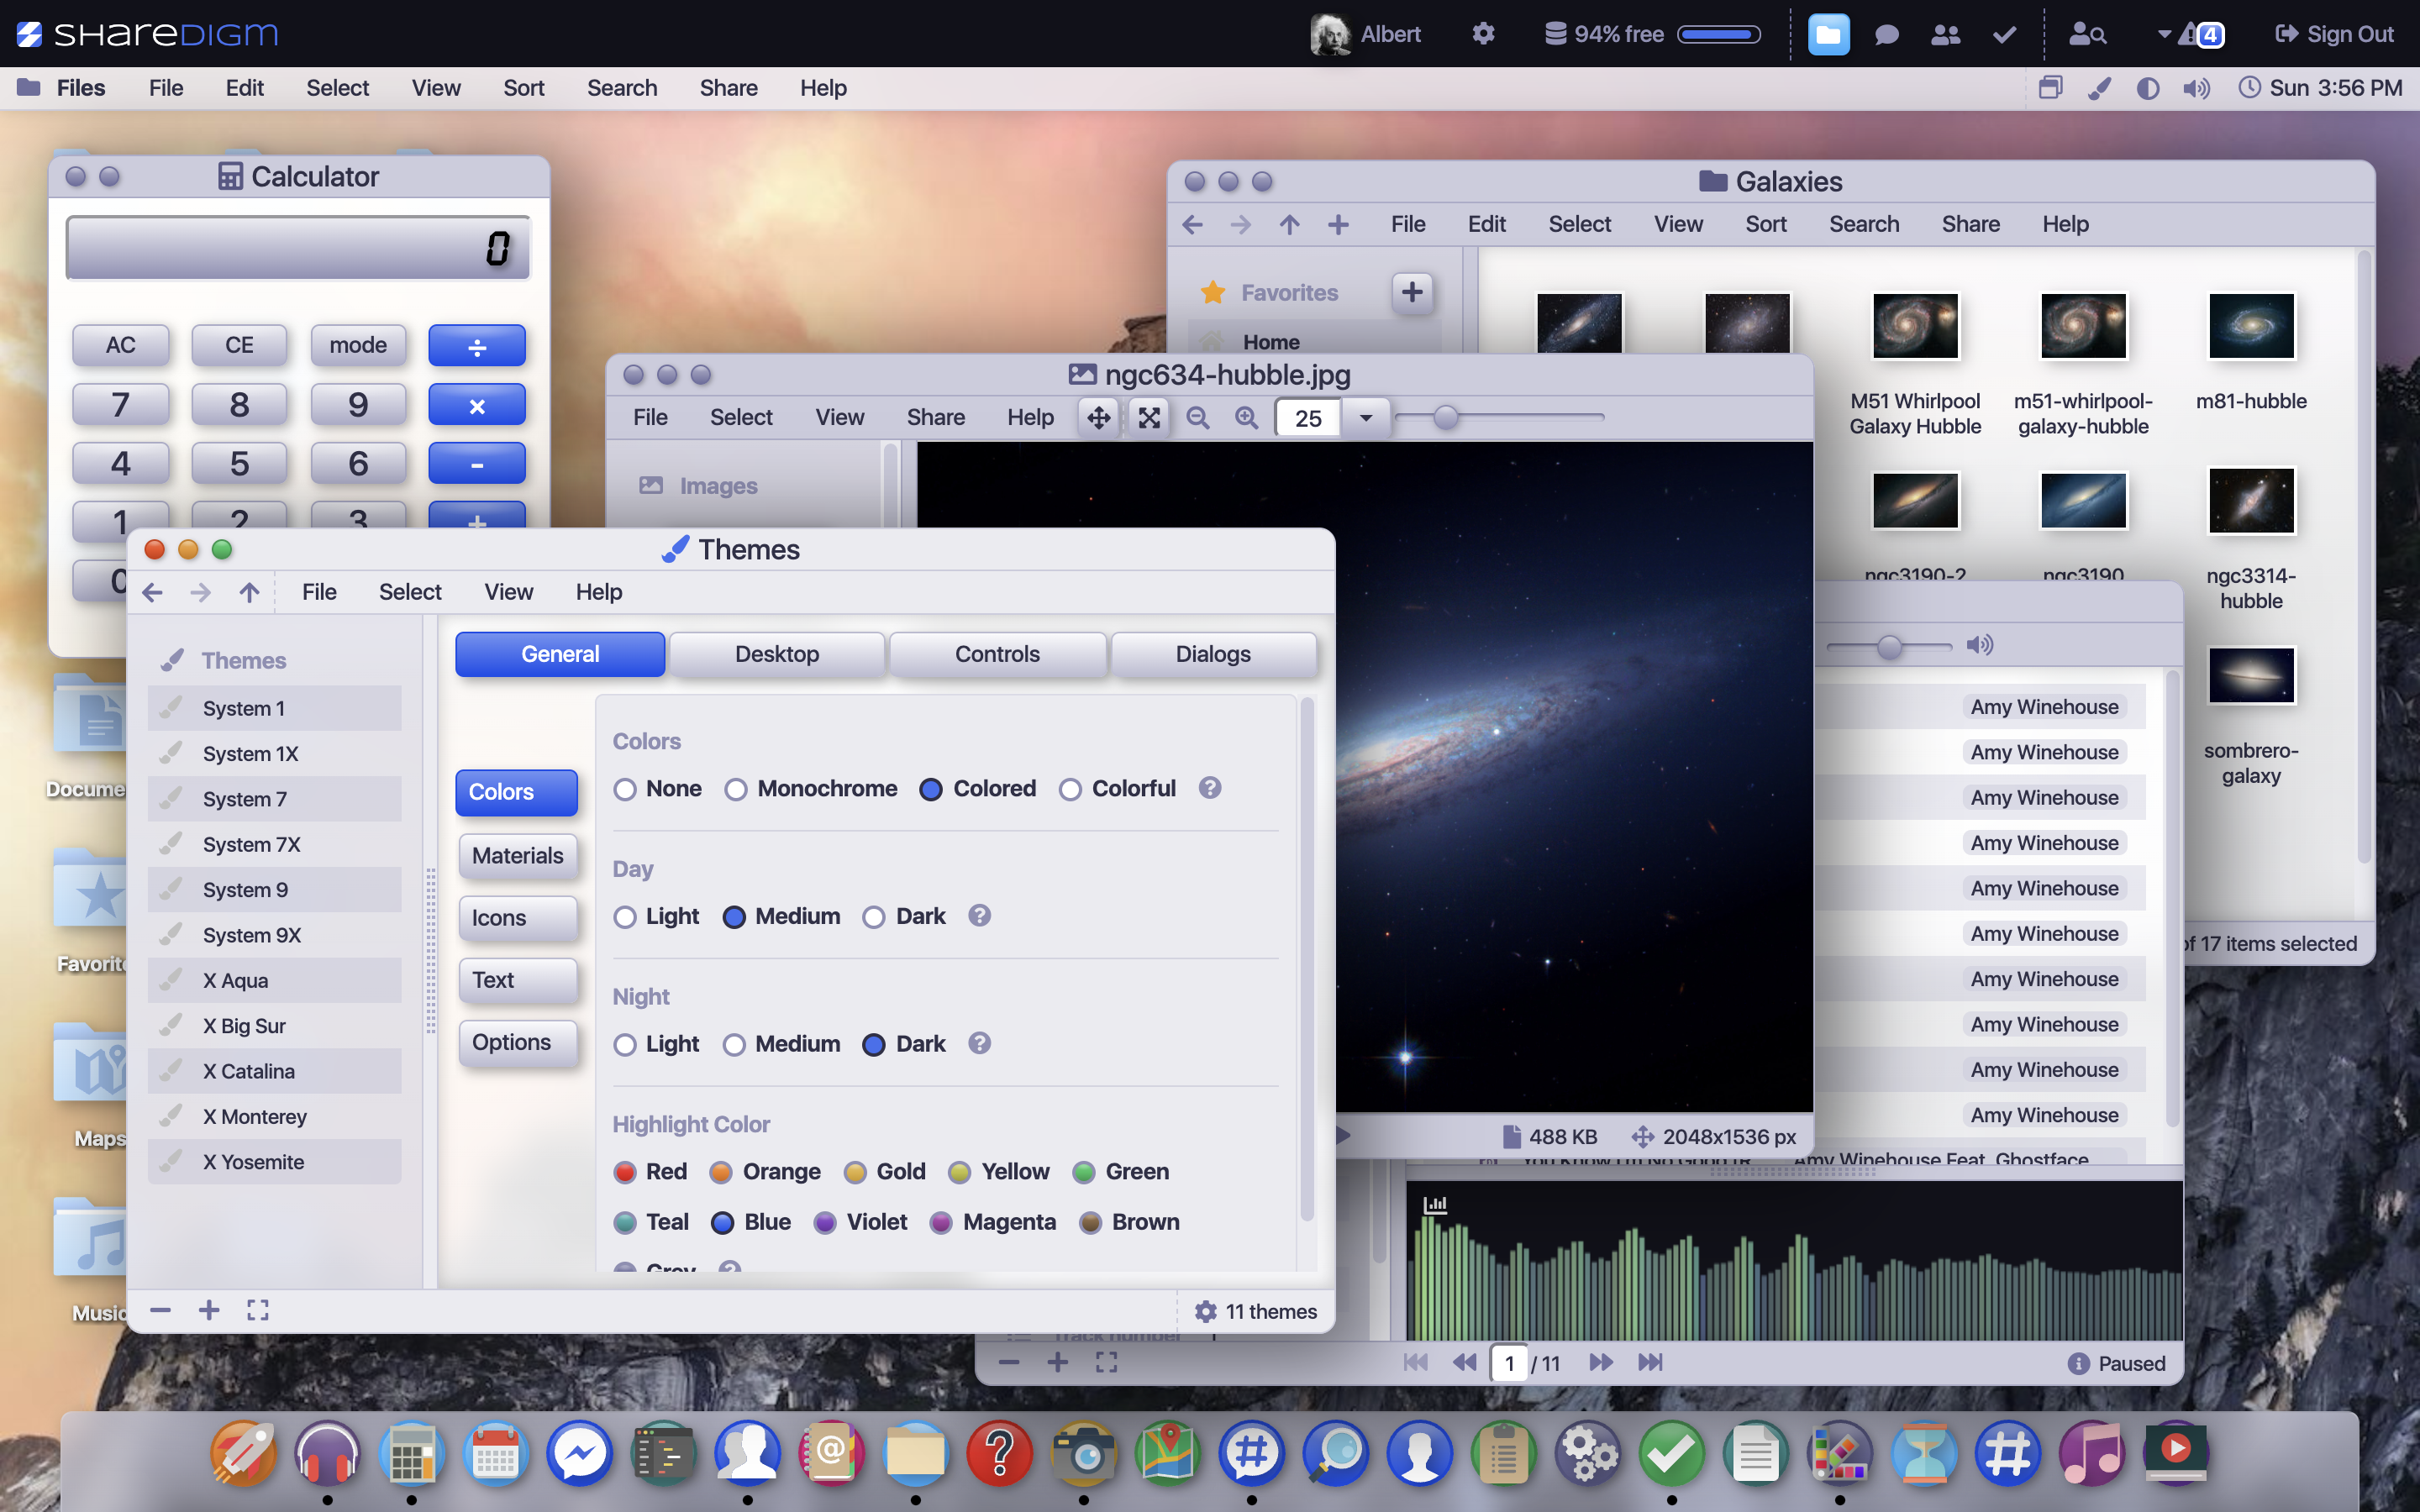 sHareDIGM
Albert
94% free
4
Sign Out
Files File Edit Select View Sort Search Share Help
Sun 3:56 PM
Calculator
0
AC CE mode ÷
7 8 9 ×
4 5 6 -
1 2 3 +
0
Galaxies
File Edit Select View Sort Search Share Help
Favorites
Home
M51 Whirlpool
Galaxy Hubble
m51-whirlpool-
galaxy-hubble
m81-hubble
ngc3190-2
ngc3190
ngc3314-
hubble
sombrero-
galaxy
of 17 items selected
ngc634-hubble.jpg
File Select View Share Help 25
Images
488 KB
2048x1536 px
Themes
File Select View Help
Themes
System 1
System 1X
System 7
System 7X
System 9
System 9X
X Aqua
X Big Sur
X Catalina
X Monterey
X Yosemite
General Desktop Controls Dialogs
Colors
Materials
Icons
Text
Options
Colors
None Monochrome Colored Colorful ?
Day
Light Medium Dark ?
Night
Light Medium Dark ?
Highlight Color
Red Orange Gold Yellow Green
Teal Blue Violet Magenta Brown
Grey ?
11 themes
Docume
Favorite
Maps
Music
Amy Winehouse
Amy Winehouse
Amy Winehouse
Amy Winehouse
Amy Winehouse
Amy Winehouse
Amy Winehouse
Amy Winehouse
Amy Winehouse
Amy Winehouse
You Know I'm No Good (R Amy Winehouse Feat. Ghostface
Track number 1
1 / 11
Paused
@
?
#
#